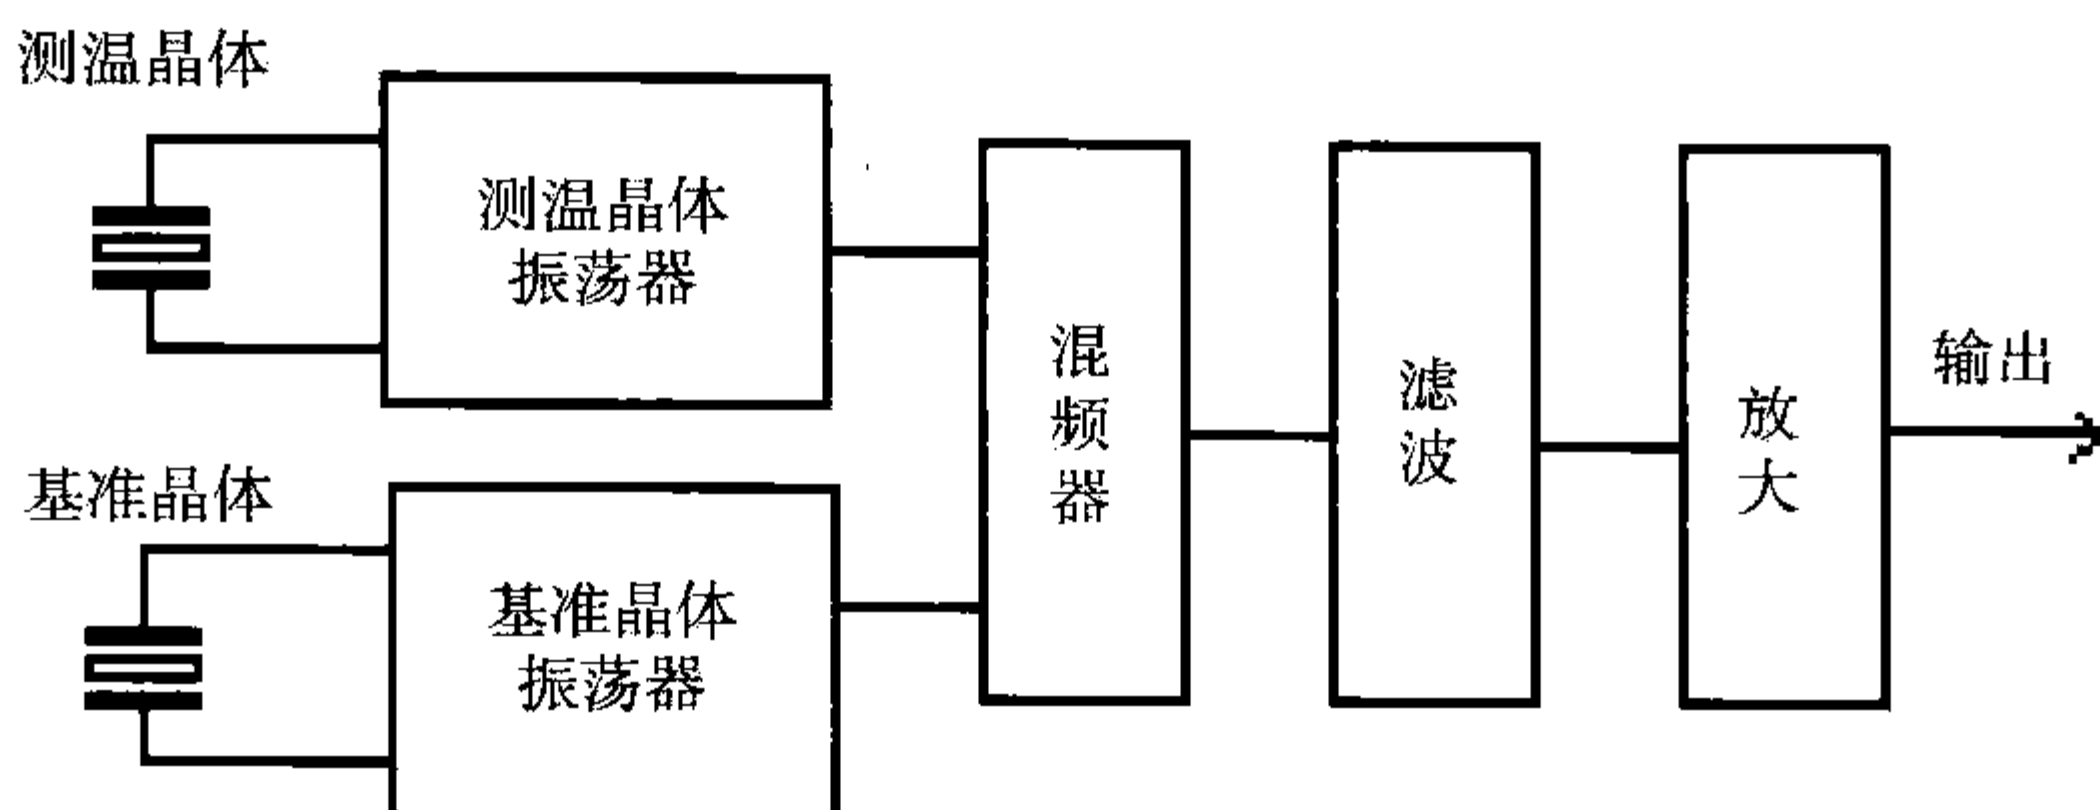 测温晶体
测温晶体
振荡器
基准晶体
基准晶体
振荡器
混
频
器
滤
波
放
大
输出